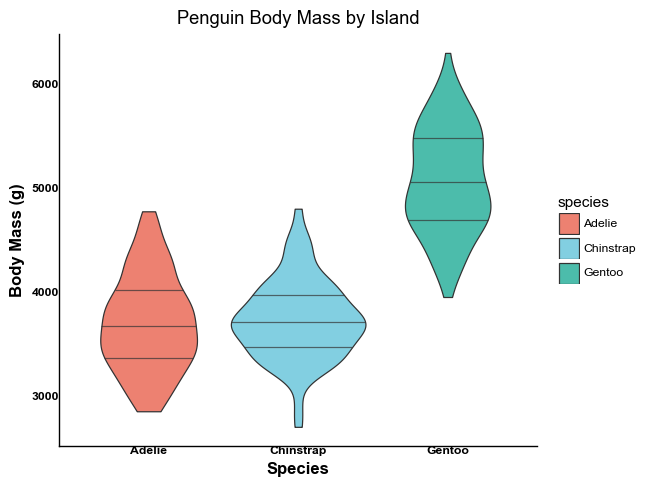 Penguin Body Mass by Island
Body Mass (g)
6000
5000
4000
3000
Adelie
Chinstrap
Gentoo
Species
species
Adelie
Chinstrap
Gentoo